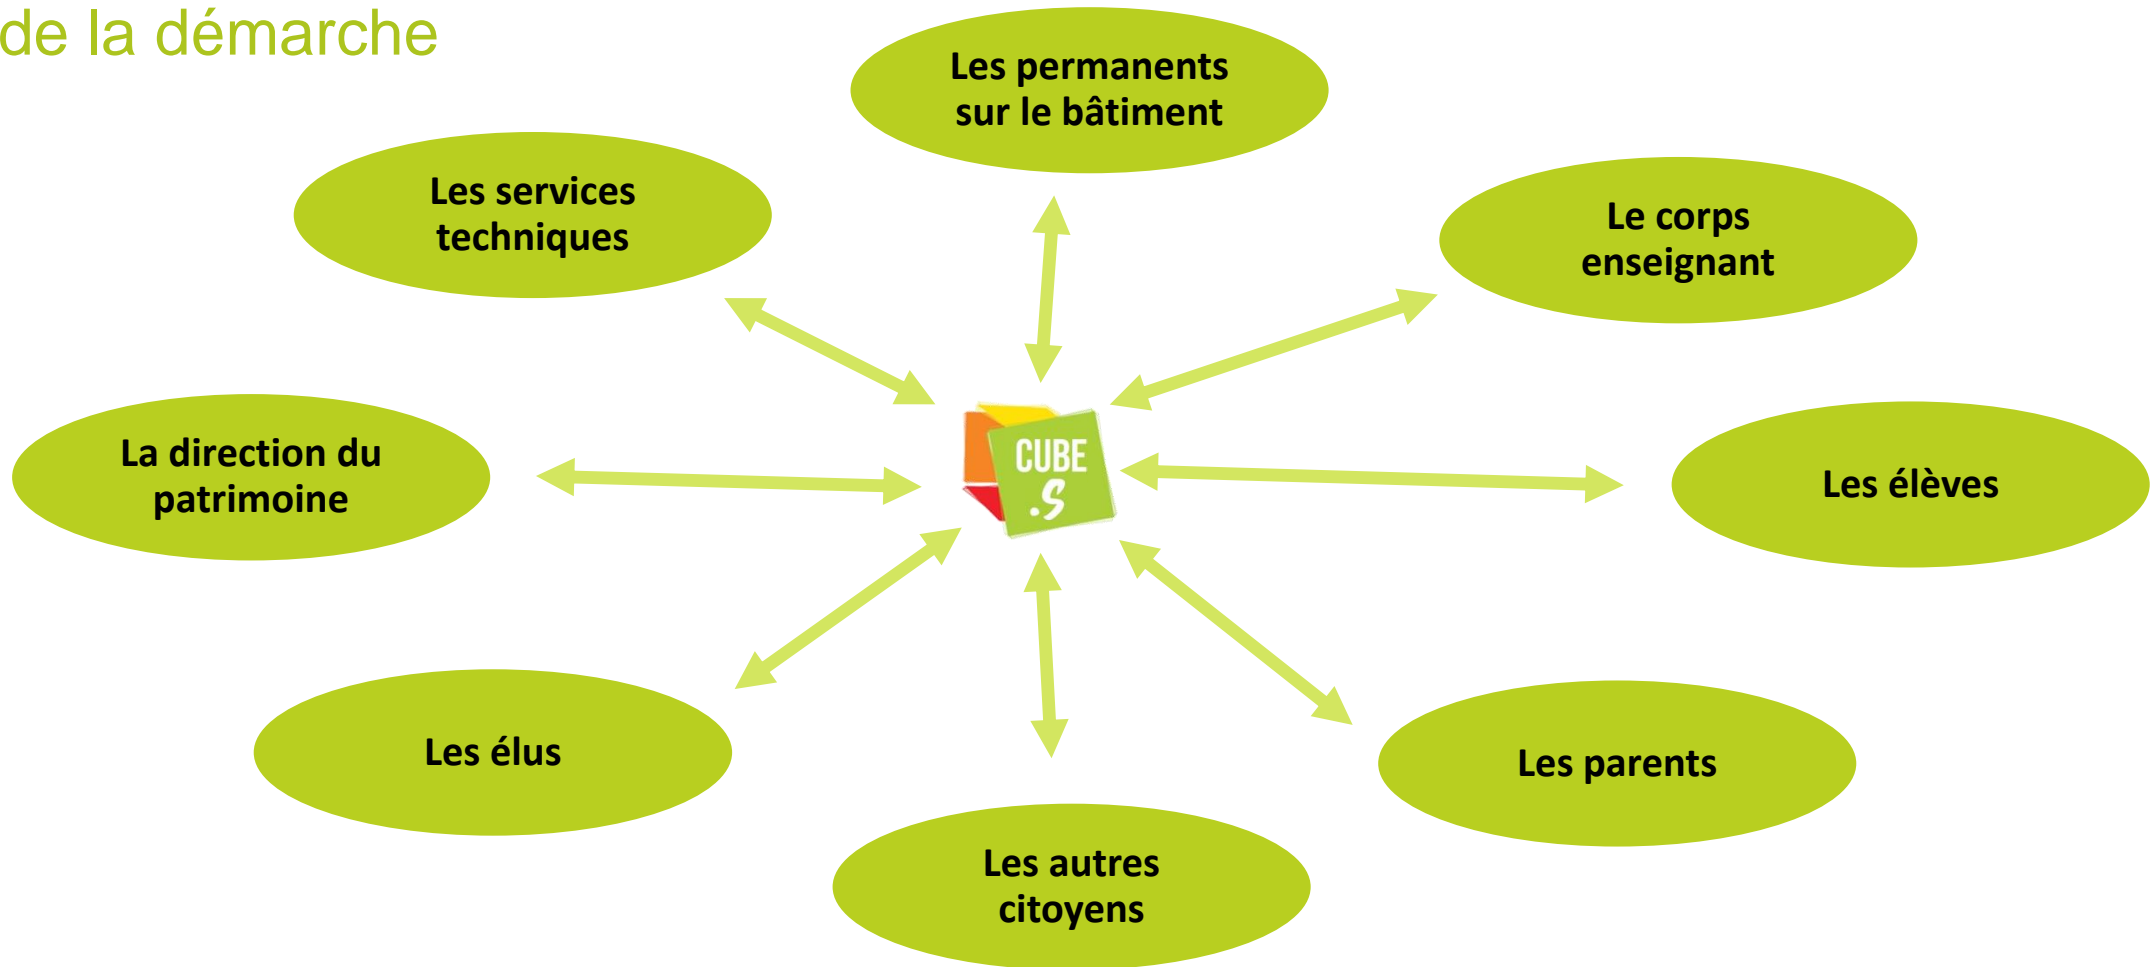 de la démarche
Les permanents
sur le bâtiment
Les services
techniques
Le corps
enseignant
CUBE
.S
La direction du
patrimoine
Les élèves
Les élus
Les parents
Les autres
citoyens